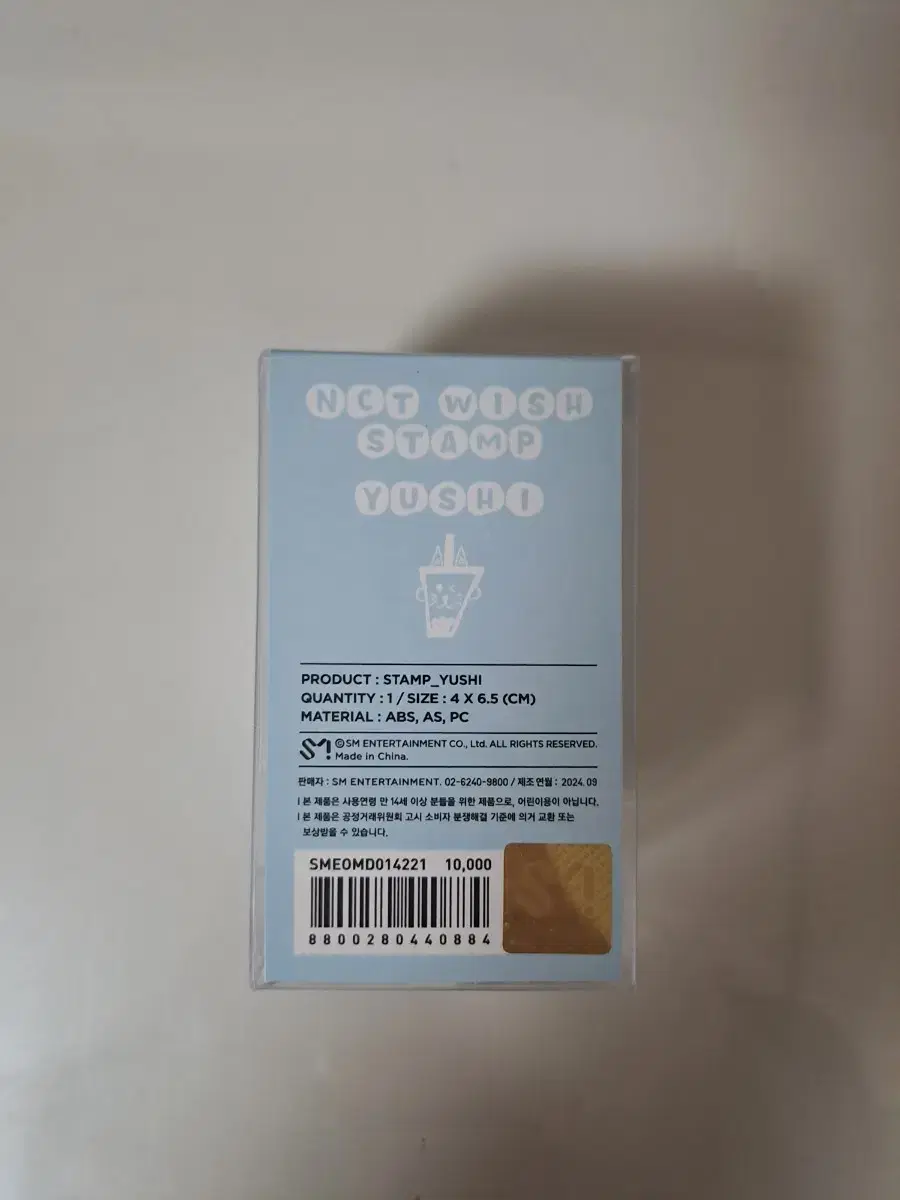 NCT WISH
STAMP
YUSHI
PRODUCT : STAMP_YUSHI
QUANTITY : 1 / SIZE : 4 X 6.5 (CM)
MATERIAL : ABS, AS, PC
SM! ©SM ENTERTAINMENT CO., Ltd. ALL RIGHTS RESERVED.
Made in China.
판매자 : SM ENTERTAINMENT. 02-6240-9800 / 제조연월 : 2024. 09
l 본 제품은 사용연령 만 14세 이상 분들을 위한 제품으로, 어린이용이 아닙니다.
l 본 제품은 공정거래위원회 고시 소비자 분쟁해결 기준에 의거 교환 또는
보상받을 수 있습니다.
SMEOMD014221 10,000
8800280440884
SM!